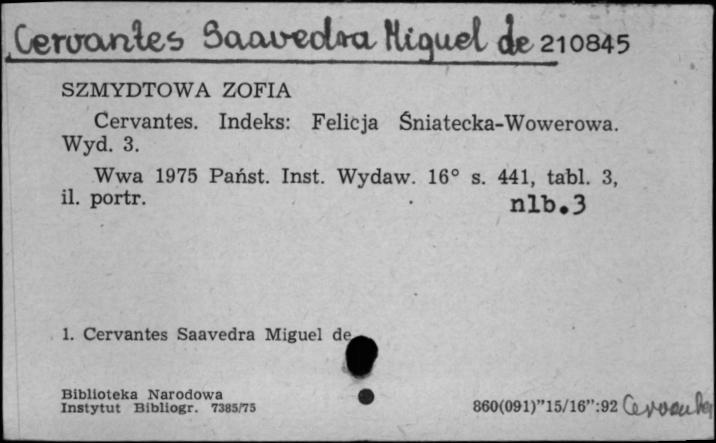 Cervantes Saavedra Miguel de 210845
SZMYDTOWA ZOFIA
Cervantes. Indeks: Felicja Śniatecka-Wowerowa.
Wyd. 3.
Wwa 1975 Państ. Inst. Wydaw. 16° s. 441, tabl. 3,
il. portr. nlb.3
1. Cervantes Saavedra Miguel de
Biblioteka Narodowa
Instytut Bibliogr. 7385/75 860(091)”15/16”:92 Cervantes